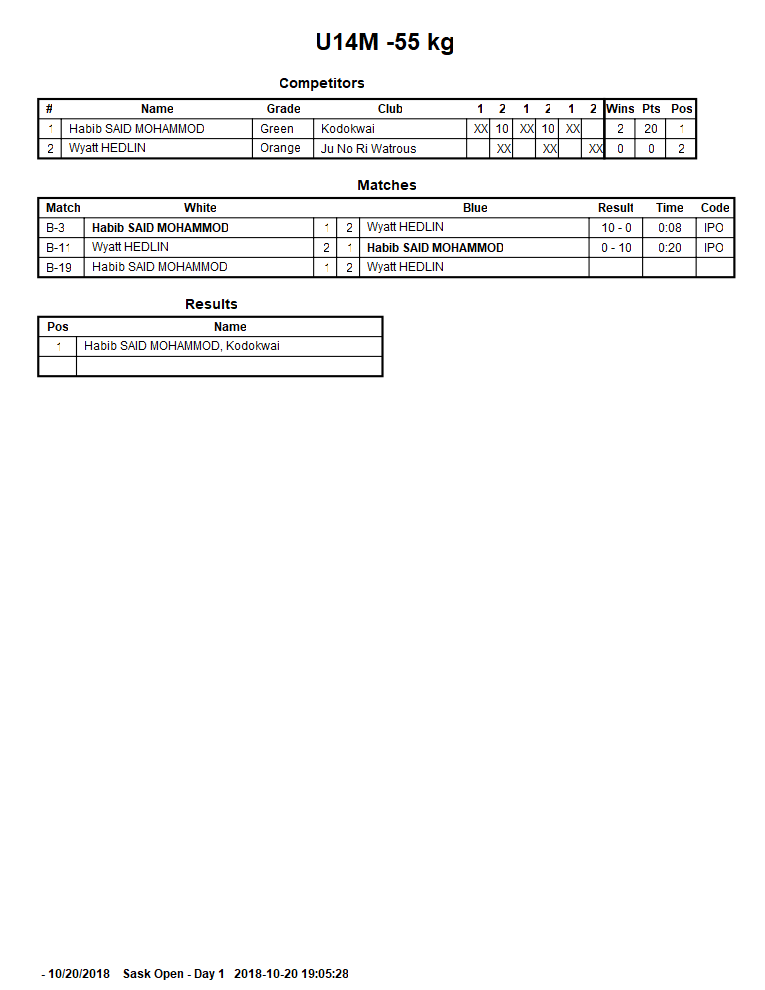 U14M -55 kg
Competitors
# Name Grade Club 1 2 1 2 1 2 Wins Pts Pos
1 Habib SAID MOHAMMOD Green Kodokwai XX 10 XX 10 XX 2 20 1
2 Wyatt HEDLIN Orange Ju No Ri Watrous XX XX XX 0 0 2
Matches
Match White Blue Result Time Code
B-3 Habib SAID MOHAMMOD 1 2 Wyatt HEDLIN 10 - 0 0:08 IPO
B-11 Wyatt HEDLIN 2 1 Habib SAID MOHAMMOD 0 - 10 0:20 IPO
B-19 Habib SAID MOHAMMOD 1 2 Wyatt HEDLIN
Results
Pos Name
1 Habib SAID MOHAMMOD, Kodokwai
- 10/20/2018 Sask Open - Day 1 2018-10-20 19:05:28